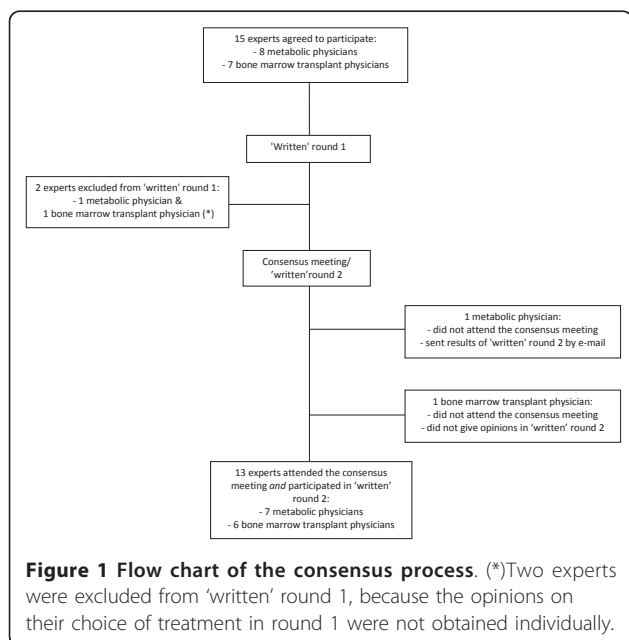 15 experts agreed to participate:
- 8 metabolic physicians
- 7 bone marrow transplant physicians
'Written' round 1
2 experts excluded from 'written' round 1:
- 1 metabolic physician &
1 bone marrow transplant physician (*)
Consensus meeting/
‘written’round 2
1 metabolic physician:
- did not attend the consensus meeting
- sent results of 'written' round 2 by e-mail
1 bone marrow transplant physician:
- did not attend the consensus meeting
- did not give opinions in ‘written’ round 2
13 experts attended the consensus
meeting and participated in ‘written’
round 2:
- 7 metabolic physicians
- 6 bone marrow transplant physicians
Figure 1 Flow chart of the consensus process. (*)Two experts
were excluded from ‘written’ round 1, because the opinions on
their choice of treatment in round 1 were not obtained individually.